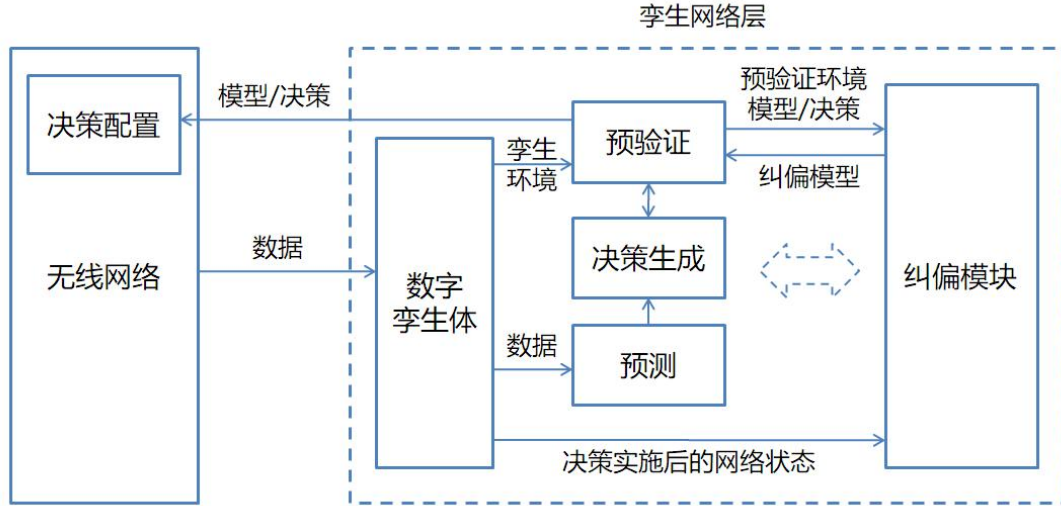 孪生网络层
决策配置
模型/决策
预验证
预验证环境
模型/决策
孪生
环境
纠偏模型
无线网络
数据
数字
孪生体
决策生成
纠偏模块
数据
预测
决策实施后的网络状态